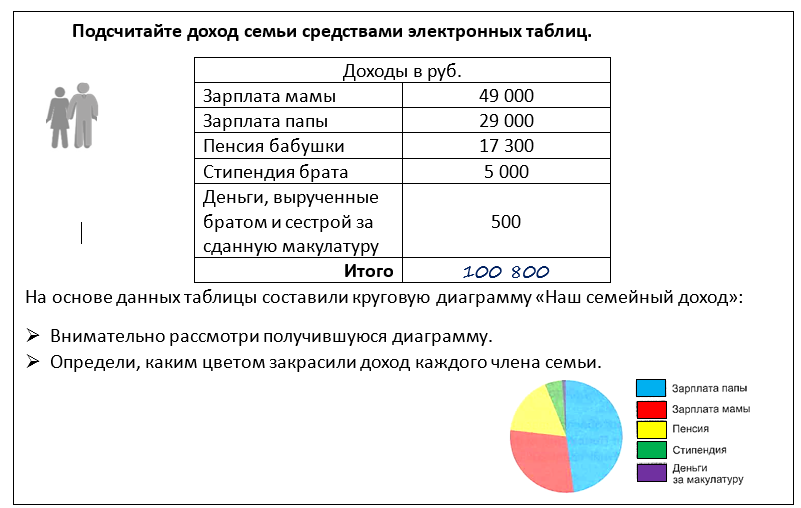 Подсчитайте доход семьи средствами электронных таблиц.
Доходы в руб.
Зарплата мамы 49 000
Зарплата папы 29 000
Пенсия бабушки 17 300
Стипендия брата 5 000
Деньги, вырученные
братом и сестрой за 500
сданную макулатуру
Итого 100 800
На основе данных таблицы составили круговую диаграмму «Наш семейный доход»:
➢ Внимательно рассмотри получившуюся диаграмму.
➢ Определи, каким цветом закрасили доход каждого члена семьи.
Зарплата папы
Зарплата мамы
Пенсия
Стипендия
Деньги
за макулатуру